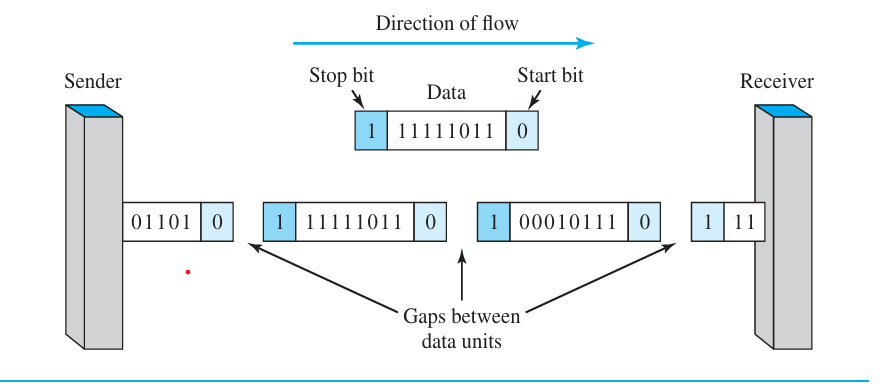 Direction of flow
Sender
Stop bit
Start bit
Receiver
Data
1 11111011 0
01101 0 1 11111011 0 1 00010111 0 1 11
Gaps between
data units